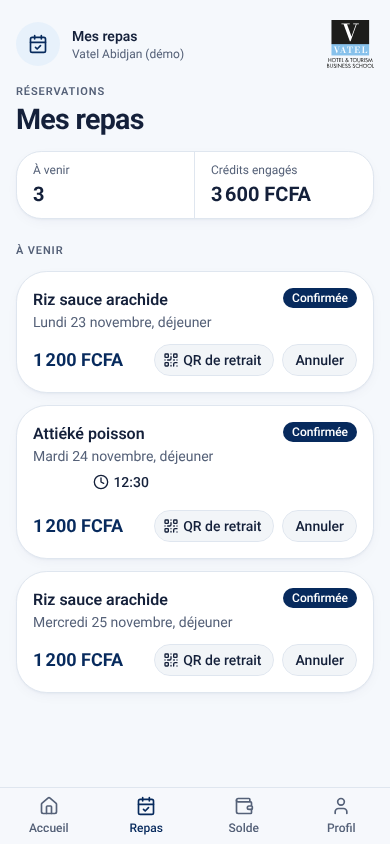 Mes repas
Vatel Abidjan (démo)
V
VATEL
HOTEL & TOURISM
BUSINESS SCHOOL
RÉSERVATIONS
Mes repas
À venir
3
Crédits engagés
3 600 FCFA
À VENIR
Riz sauce arachide
Confirmée
Lundi 23 novembre, déjeuner
1 200 FCFA
QR de retrait
Annuler
Attiéké poisson
Confirmée
Mardi 24 novembre, déjeuner
12:30
1 200 FCFA
QR de retrait
Annuler
Riz sauce arachide
Confirmée
Mercredi 25 novembre, déjeuner
1 200 FCFA
QR de retrait
Annuler
Accueil
Repas
Solde
Profil